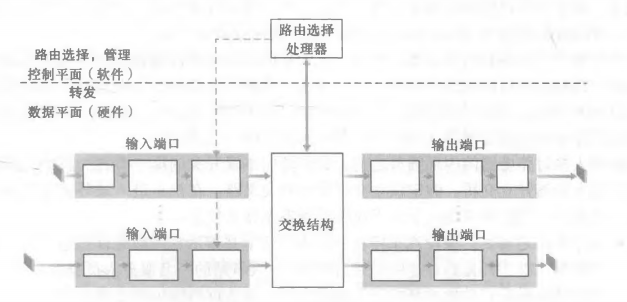 路由选择
处理器
路由选择，管理
控制平面（软件）
转发
数据平面（硬件）
输入端口
输出端口
交换结构
输入端口
输出端口